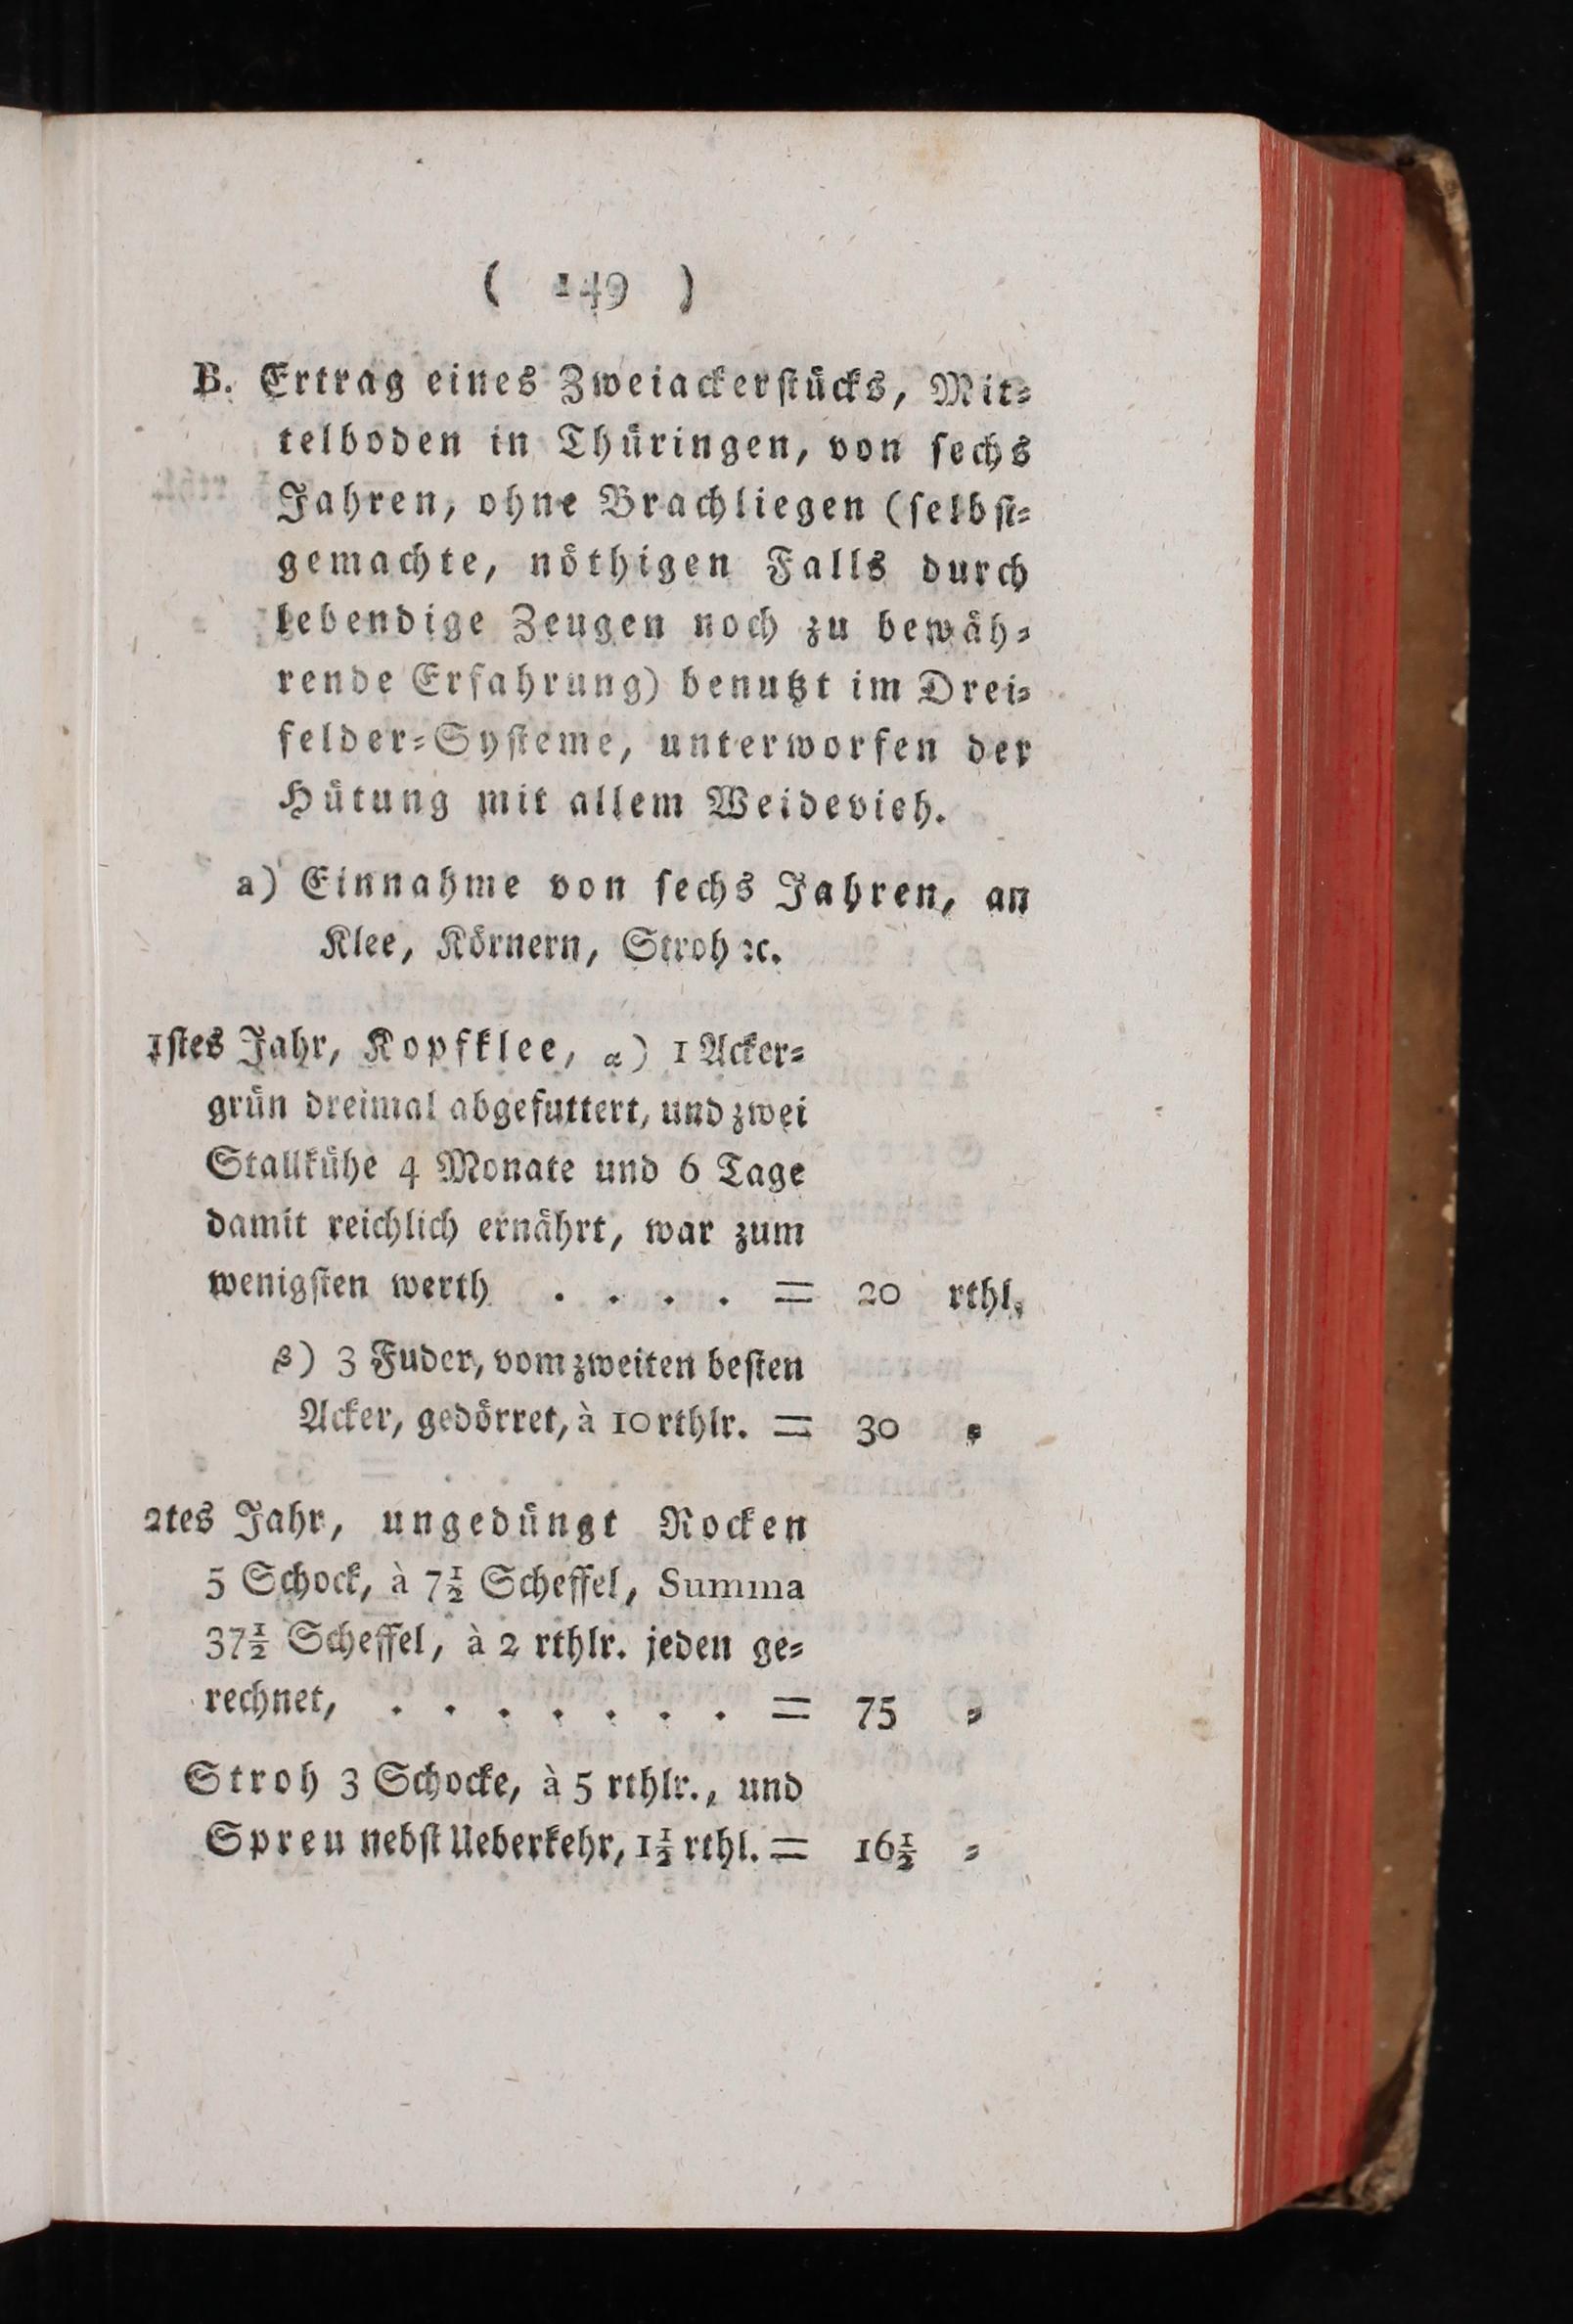 ( 149 )
B. Ertrag eines Zweiackerstücks, Mit⸗
telboden in Thüringen, von sechs
Jahren, ohne Brachliegen (selbst⸗
gemachte, nöthigen Falls durch
lebendige Zeugen noch zu bewäh⸗
rende Erfahrung) benutzt im Drei⸗
felder⸗Systeme, unterworfen der
Hütung mit allem Weidevieh.
a) Einnahme von sechs Jahren, an
Klee, Körnern, Stroh ꝛc.
1stes Jahr, Kopfklee, α) 1 Acker⸗
grün dreimal abgefuttert, und zwei
Stallkühe 4 Monate und 6 Tage
damit reichlich ernährt, war zum
wenigsten werth . . . . = 20 rthl.
β) 3 Fuder, vom zweiten besten
Acker, gedörret, à 10 rthlr. = 30 ⸗
2tes Jahr, ungedüngt Rocken
5 Schock, à 7½ Scheffel, Summa
37½ Scheffel, à 2 rthlr. jeden ge⸗
rechnet, . . . . . . . = 75 ⸗
Stroh 3 Schocke, à 5 rthlr., und
Spreu nebst Ueberkehr, 1½ rthl. = 16½ ⸗